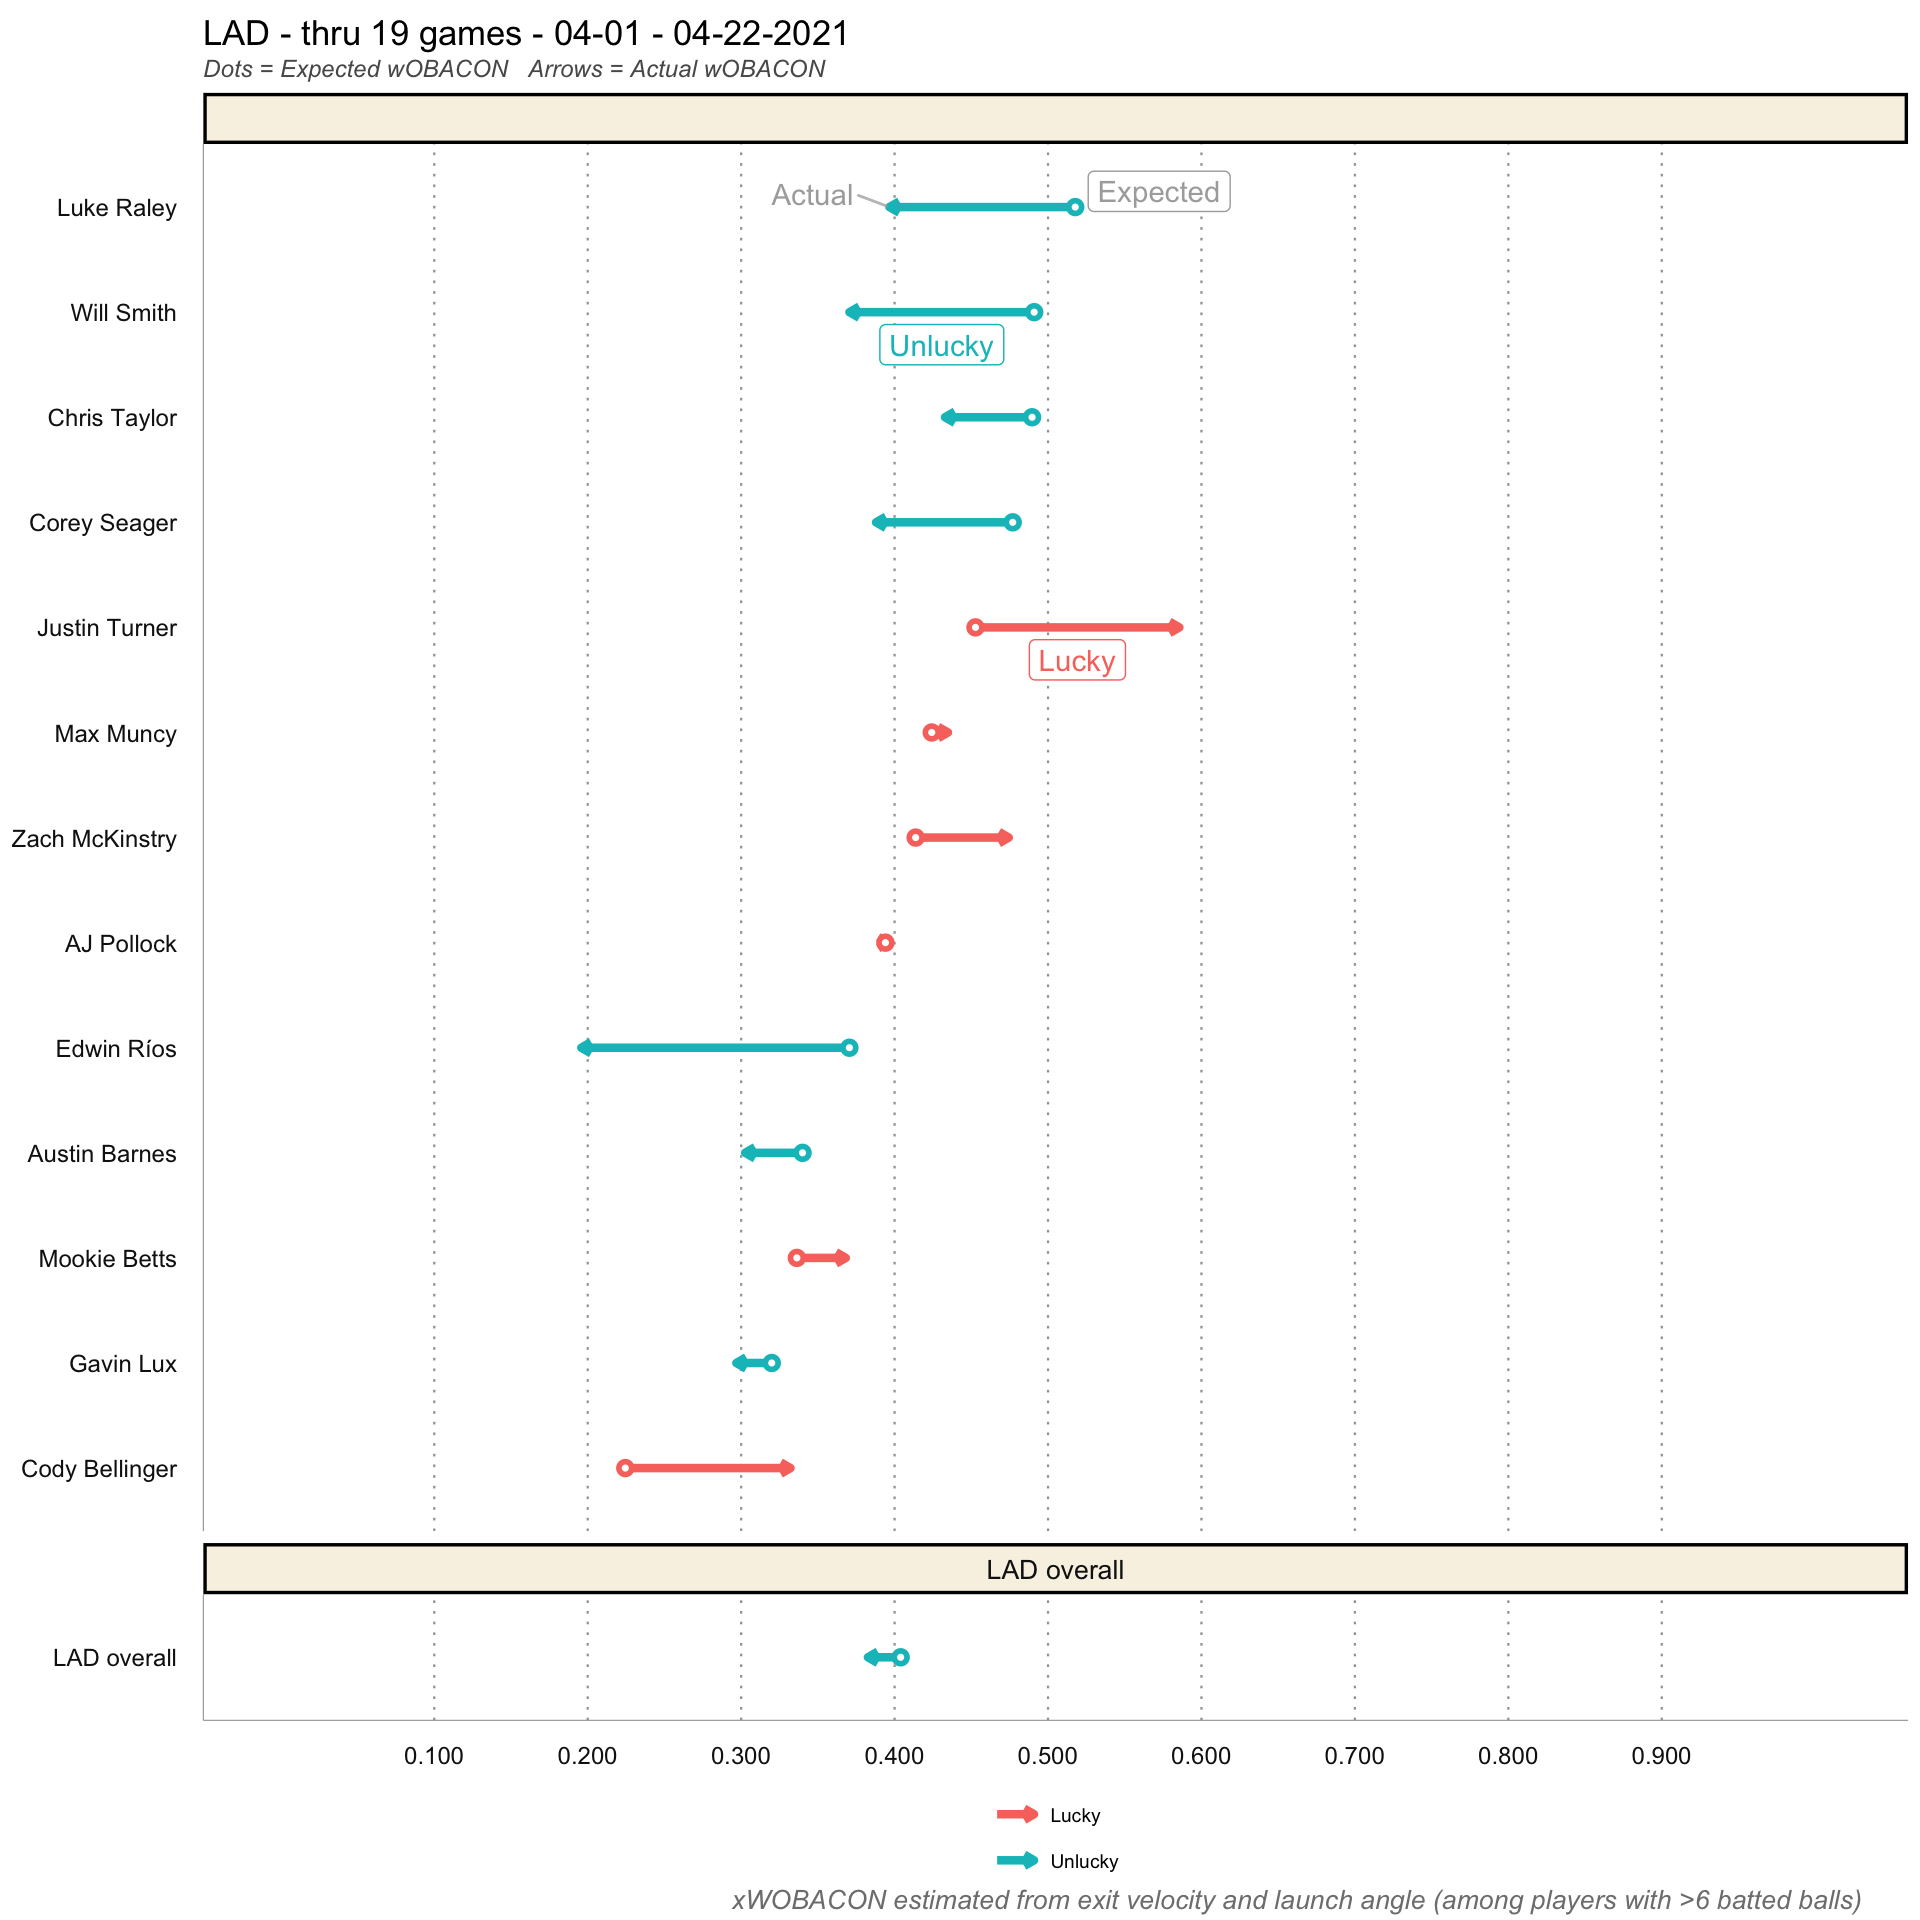 LAD - thru 19 games - 04-01 - 04-22-2021
Dots = Expected wOBACON   Arrows = Actual wOBACON
Luke Raley
Actual
Expected
Will Smith
Unlucky
Chris Taylor
Corey Seager
Justin Turner
Lucky
Max Muncy
Zach McKinstry
AJ Pollock
Edwin Ríos
Austin Barnes
Mookie Betts
Gavin Lux
Cody Bellinger
LAD overall
LAD overall
0.100 0.200 0.300 0.400 0.500 0.600 0.700 0.800 0.900
Lucky
Unlucky
xWOBACON estimated from exit velocity and launch angle (among players with >6 batted balls)